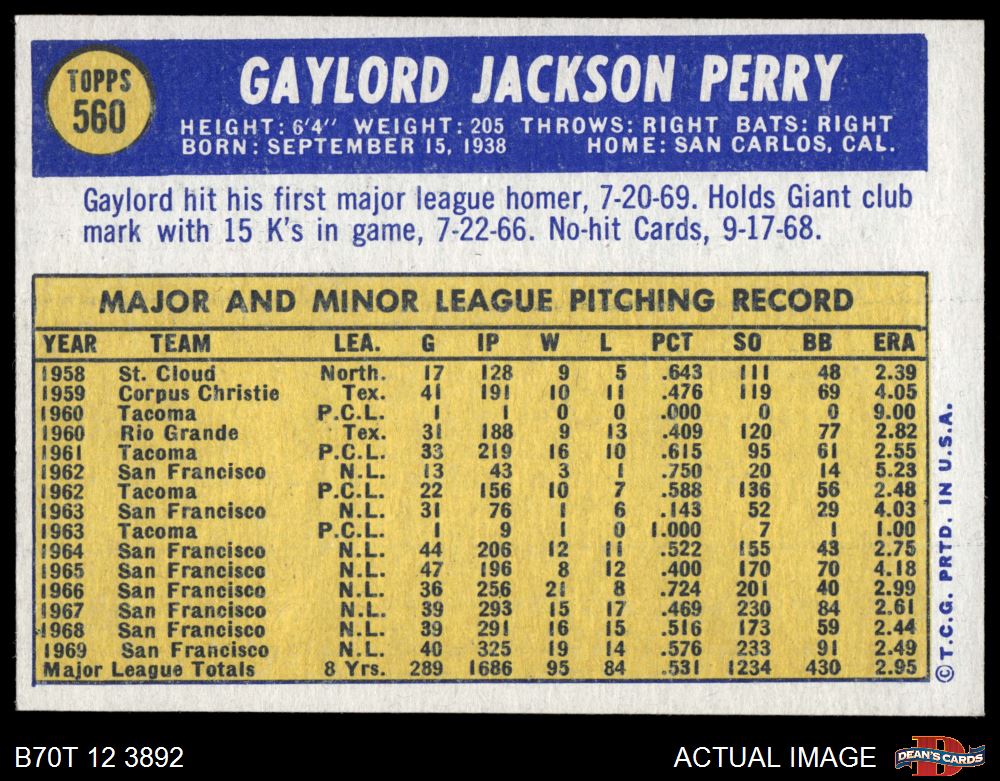 TOPPS
560
GAYLORD JACKSON PERRY
HEIGHT: 6'4" WEIGHT: 205 THROWS: RIGHT BATS: RIGHT
BORN: SEPTEMBER 15, 1938 HOME: SAN CARLOS, CAL.
Gaylord hit his first major league homer, 7-20-69. Holds Giant club
mark with 15 K's in game, 7-22-66. No-hit Cards, 9-17-68.
MAJOR AND MINOR LEAGUE PITCHING RECORD
YEAR TEAM LEA. G IP W L PCT SO BB ERA
1958 St. Cloud North. 17 128 9 5 .643 111 48 2.39
1959 Corpus Christie Tex. 41 191 10 11 .476 119 69 4.05
1960 Tacoma P.C.L. 1 1 0 0 .000 0 0 9.00
1960 Rio Grande Tex. 31 188 9 13 .409 120 77 2.82
1961 Tacoma P.C.L. 33 219 16 10 .615 95 61 2.55
1962 San Francisco N.L. 13 43 3 1 .750 20 14 5.23
1962 Tacoma P.C.L. 22 156 10 7 .588 136 56 2.48
1963 San Francisco N.L. 31 76 1 6 .143 52 29 4.03
1963 Tacoma P.C.L. 1 9 1 0 1.000 7 1 1.00
1964 San Francisco N.L. 44 206 12 11 .522 155 43 2.75
1965 San Francisco N.L. 47 196 8 12 .400 170 70 4.18
1966 San Francisco N.L. 36 256 21 8 .724 201 40 2.99
1967 San Francisco N.L. 39 293 15 17 .469 230 84 2.61
1968 San Francisco N.L. 39 291 16 15 .516 173 59 2.44
1969 San Francisco N.L. 40 325 19 14 .576 233 91 2.49
Major League Totals 8 Yrs. 289 1686 95 84 .531 1234 430 2.95
© T.C.G. PRTD. IN U.S.A.
B70T 12 3892
ACTUAL IMAGE
DEAN'S CARDS